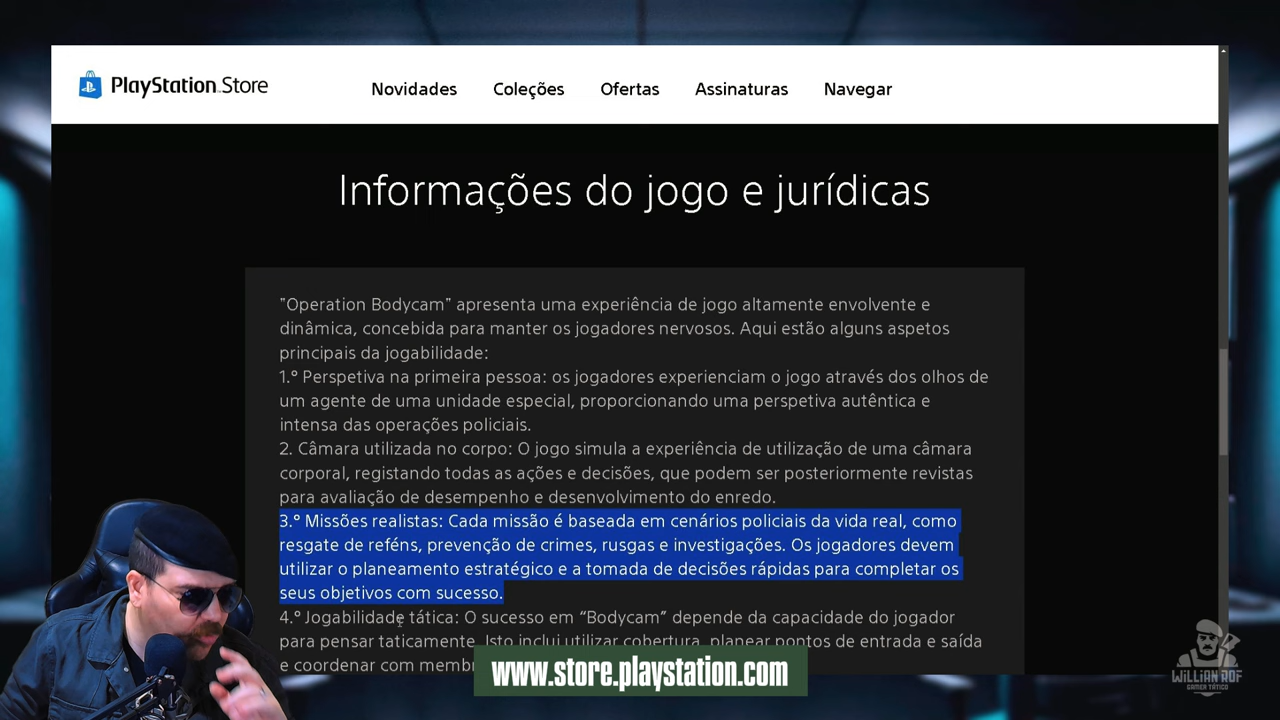 PlayStation Store
Novidades
Coleções
Ofertas
Assinaturas
Navegar
Informações do jogo e jurídicas
"Operation Bodycam" apresenta uma experiência de jogo altamente envolvente e
dinâmica, concebida para manter os jogadores nervosos. Aqui estão alguns aspetos
principais da jogabilidade:
1.º Perspetiva na primeira pessoa: os jogadores experienciam o jogo através dos olhos de
um agente de uma unidade especial, proporcionando uma perspetiva autêntica e
intensa das operações policiais.
2. Câmara utilizada no corpo: O jogo simula a experiência de utilização de uma câmara
corporal, registando todas as ações e decisões, que podem ser posteriormente revistas
para avaliação de desempenho e desenvolvimento do enredo.
3.º Missões realistas: Cada missão é baseada em cenários policiais da vida real, como
resgate de reféns, prevenção de crimes, rusgas e investigações. Os jogadores devem
utilizar o planeamento estratégico e a tomada de decisões rápidas para completar os
seus objetivos com sucesso.
4.º Jogabilidade tática: O sucesso em “Bodycam” depende da capacidade do jogador
para pensar taticamente. Isto inclui utilizar cobertura, planear pontos de entrada e saída
e coordenar com memb
www.store.playstation.com
WILLIAN ROF
GAMER TÁTICO